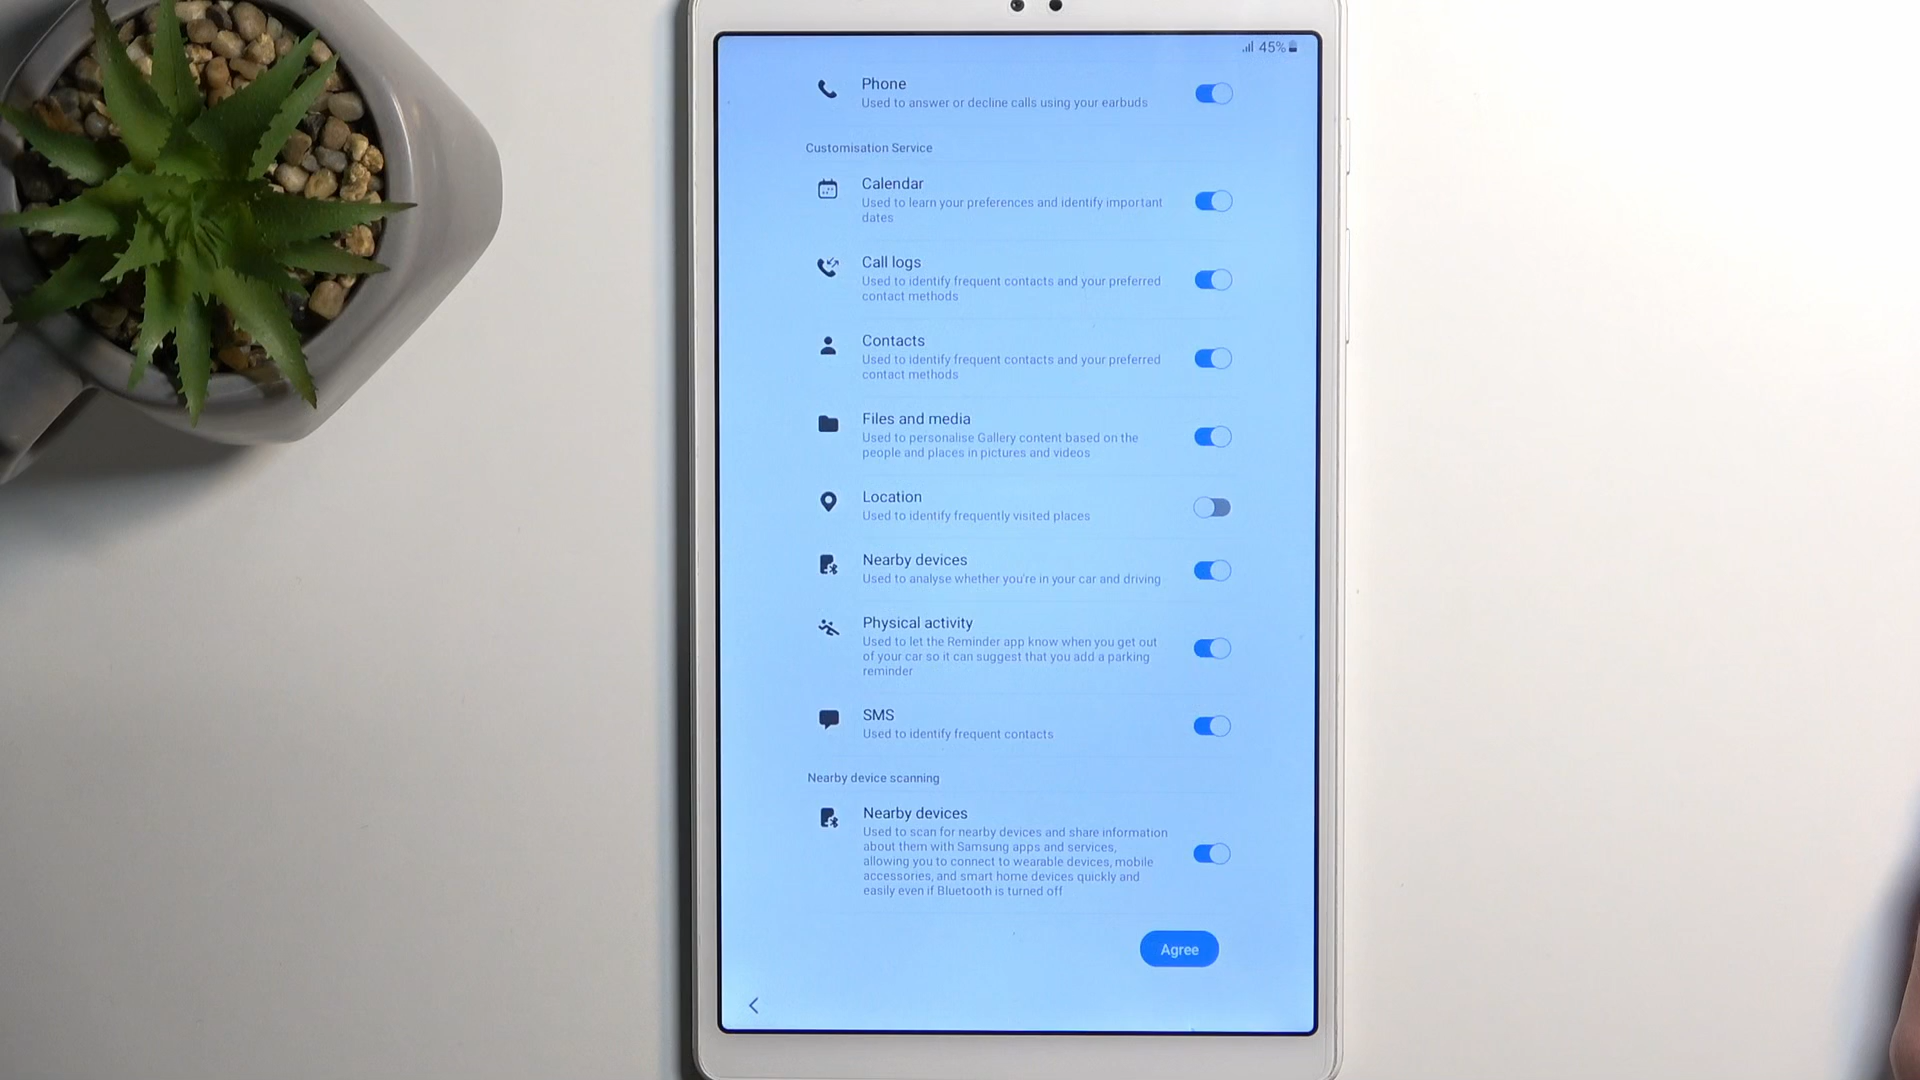 45%
Phone
Used to answer or decline calls using your earbuds
Customisation Service
Calendar
Used to learn your preferences and identify important
dates
Call logs
Used to identify frequent contacts and your preferred
contact methods
Contacts
Used to identify frequent contacts and your preferred
contact methods
Files and media
Used to personalise Gallery content based on the
people and places in pictures and videos
Location
Used to identify frequently visited places
Nearby devices
Used to analyse whether you're in your car and driving
Physical activity
Used to let the Reminder app know when you get out
of your car so it can suggest that you add a parking
reminder
SMS
Used to identify frequent contacts
Nearby device scanning
Nearby devices
Used to scan for nearby devices and share information
about them with Samsung apps and services,
allowing you to connect to wearable devices, mobile
accessories, and smart home devices quickly and
easily even if Bluetooth is turned off
Agree